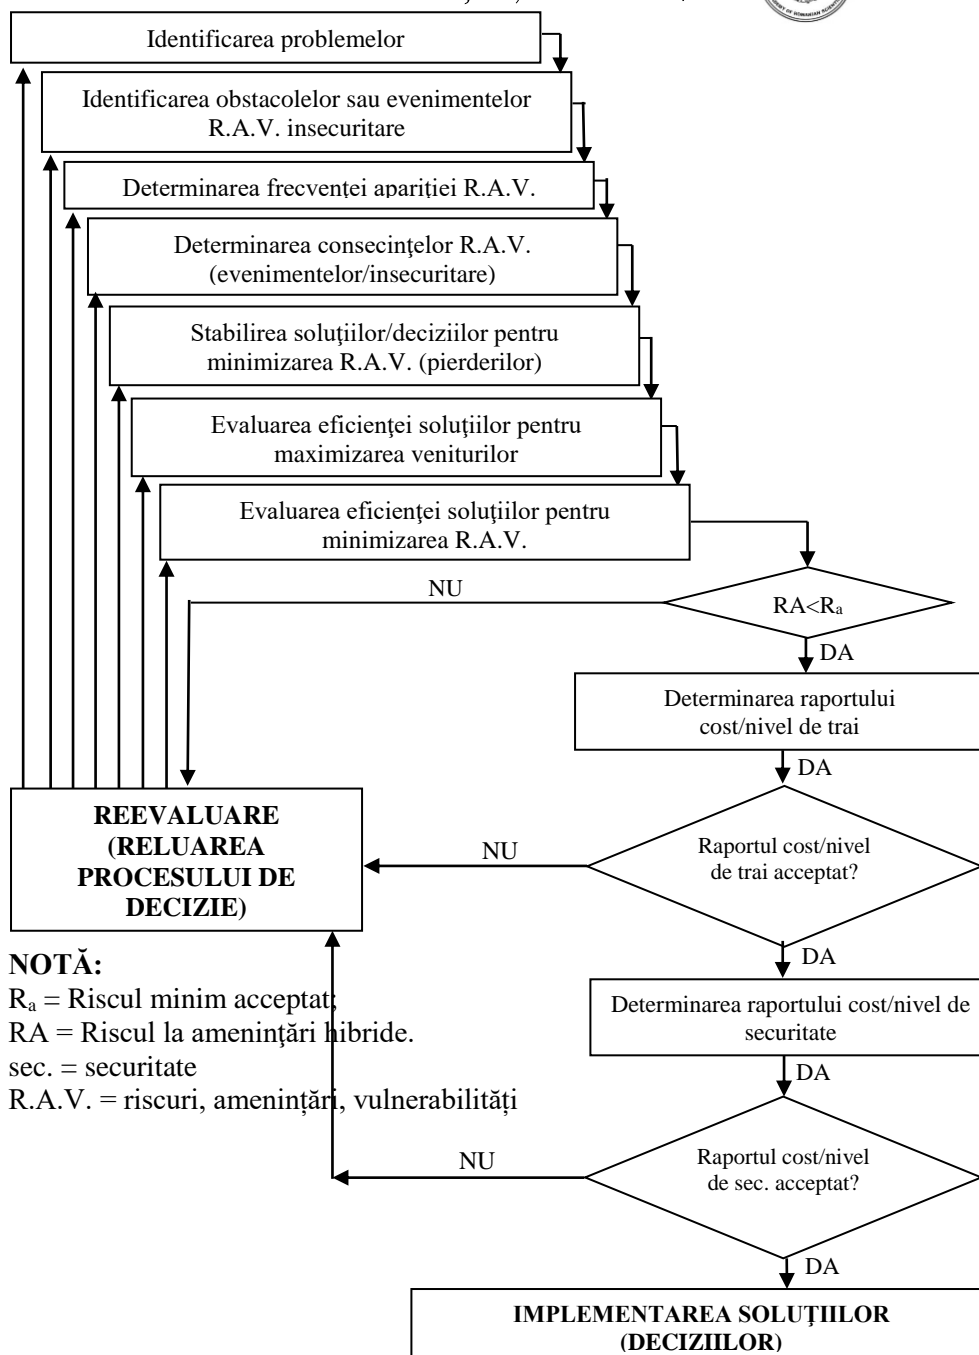 Identificarea problemelor
Identificarea obstacolelor sau evenimentelor
R.A.V. insecuritare
Determinarea frecvenței apariției R.A.V.
Determinarea consecinţelor R.A.V.
(evenimentelor/insecuritare)
Stabilirea soluţiilor/deciziilor pentru
minimizarea R.A.V. (pierderilor)
Evaluarea eficienţei soluţiilor pentru
maximizarea veniturilor
Evaluarea eficienţei soluţiilor pentru
minimizarea R.A.V.
NU
RA<Ra
DA
Determinarea raportului
cost/nivel de trai
DA
REEVALUARE
(RELUAREA
PROCESULUI DE
DECIZIE)
NU
Raportul cost/nivel
de trai acceptat?
DA
NOTĂ:
Ra = Riscul minim acceptat;
RA = Riscul la ameninţări hibride.
sec. = securitate
R.A.V. = riscuri, amenințări, vulnerabilități
Determinarea raportului cost/nivel de
securitate
DA
NU
Raportul cost/nivel
de sec. acceptat?
DA
IMPLEMENTAREA SOLUŢIILOR
(DECIZIILOR)